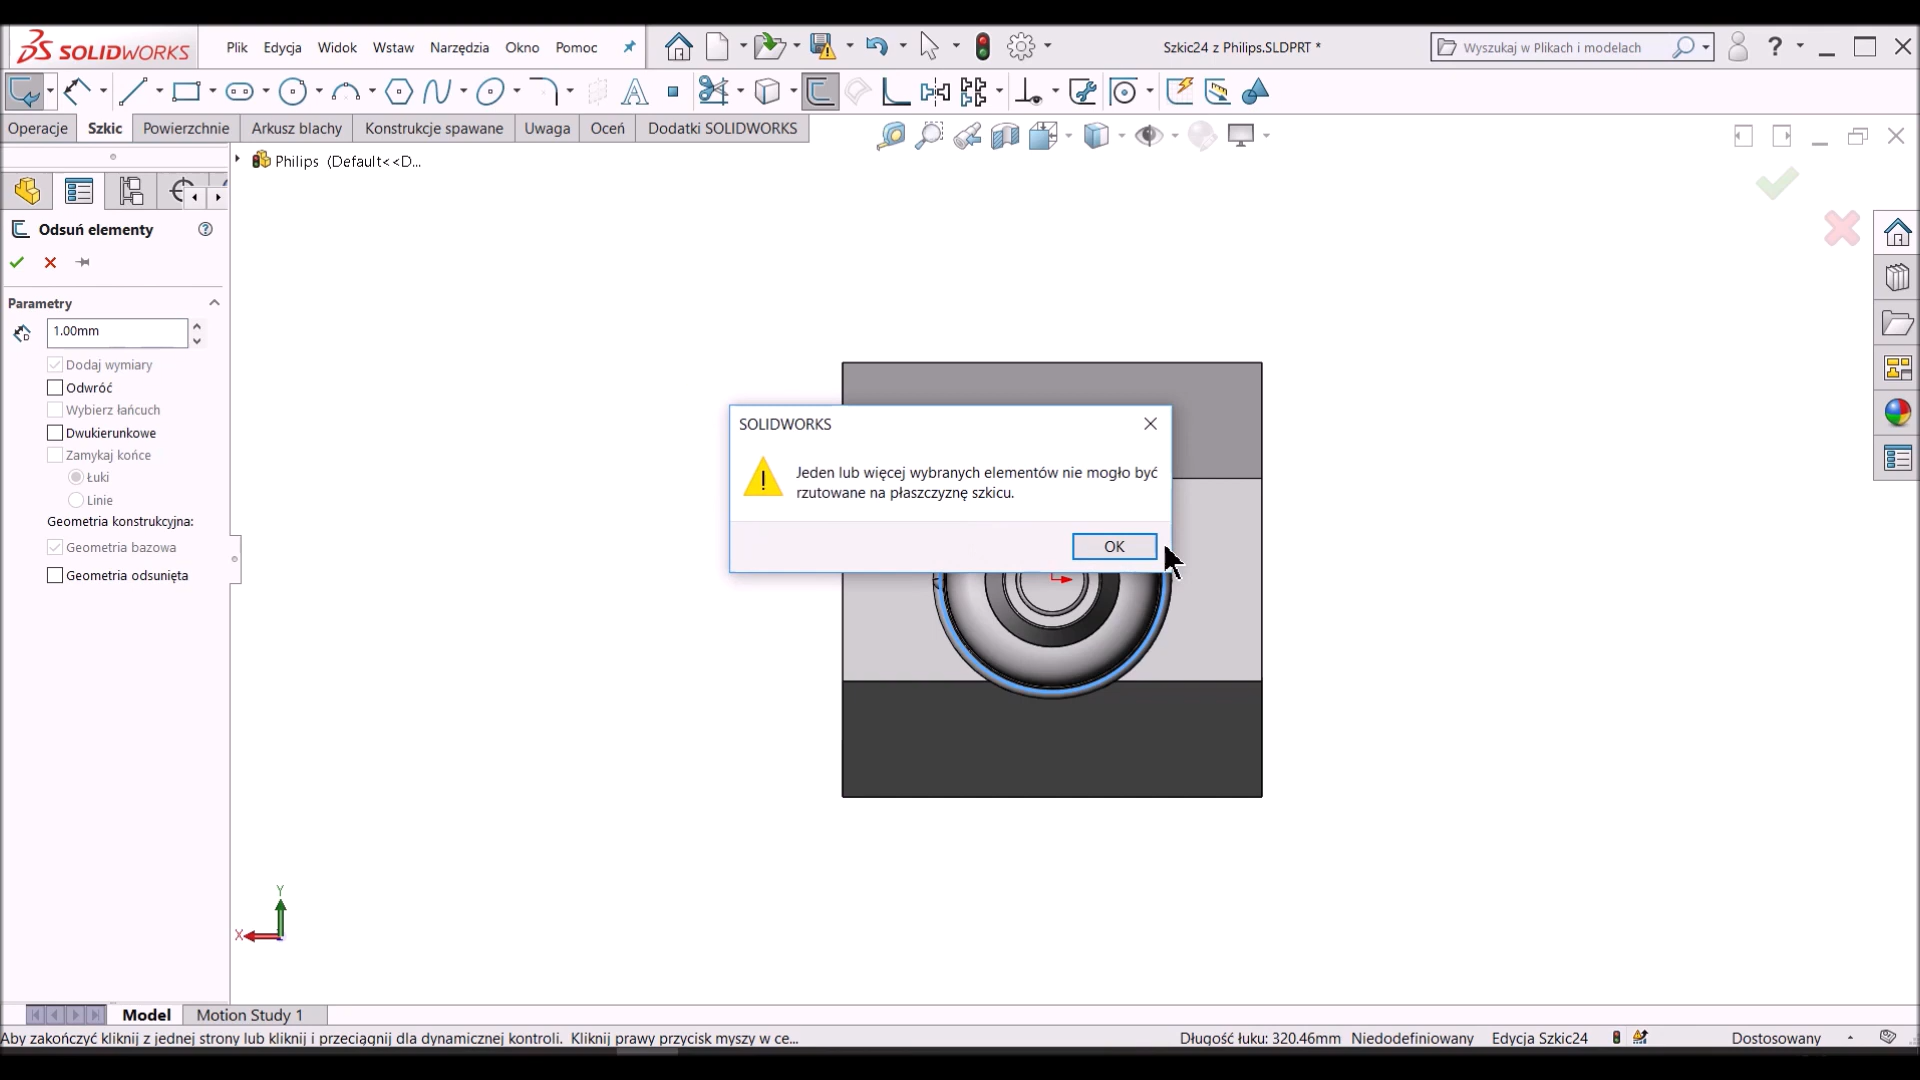 SOLIDWORKS
Plik Edycja Widok Wstaw Narzędzia Okno Pomoc
Szkic24 z Philips.SLDPRT *
Wyszukaj w Plikach i modelach
Operacje Szkic Powierzchnie Arkusz blachy Konstrukcje spawane Uwaga Oceń Dodatki SOLIDWORKS
Philips (Default<<D...
Odsuń elementy
Parametry
1.00mm
Dodaj wymiary
Odwróć
Wybierz łańcuch
Dwukierunkowe
Zamykaj końce
Łuki
Linie
Geometria konstrukcyjna:
Geometria bazowa
Geometria odsunięta
SOLIDWORKS
Jeden lub więcej wybranych elementów nie mogło być
rzutowane na płaszczyznę szkicu.
OK
Y
X
Model Motion Study 1
Aby zakończyć kliknij z jednej strony lub kliknij i przeciągnij dla dynamicznej kontroli. Kliknij prawy przycisk myszy w ce...
Długość łuku: 320.46mm Niedodefiniowany Edycja Szkic24 Dostosowany